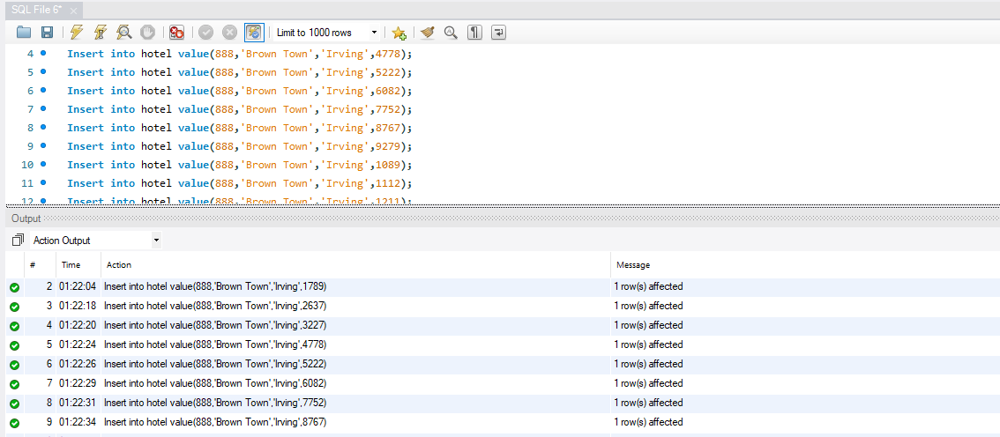 SQL File 6* ×
Limit to 1000 rows
4 Insert into hotel value(888,'Brown Town','Irving',4778);
5 Insert into hotel value(888,'Brown Town','Irving',5222);
6 Insert into hotel value(888,'Brown Town','Irving',6082);
7 Insert into hotel value(888,'Brown Town','Irving',7752);
8 Insert into hotel value(888,'Brown Town','Irving',8767);
9 Insert into hotel value(888,'Brown Town','Irving',9279);
10 Insert into hotel value(888,'Brown Town','Irving',1089);
11 Insert into hotel value(888,'Brown Town','Irving',1112);
12 Insert into hotel value(888,'Brown Town','Irving',1211);
Output
Action Output
# Time Action Message
2 01:22:04 Insert into hotel value(888,'Brown Town','Irving',1789) 1 row(s) affected
3 01:22:18 Insert into hotel value(888,'Brown Town','Irving',2637) 1 row(s) affected
4 01:22:20 Insert into hotel value(888,'Brown Town','Irving',3227) 1 row(s) affected
5 01:22:24 Insert into hotel value(888,'Brown Town','Irving',4778) 1 row(s) affected
6 01:22:26 Insert into hotel value(888,'Brown Town','Irving',5222) 1 row(s) affected
7 01:22:29 Insert into hotel value(888,'Brown Town','Irving',6082) 1 row(s) affected
8 01:22:31 Insert into hotel value(888,'Brown Town','Irving',7752) 1 row(s) affected
9 01:22:34 Insert into hotel value(888,'Brown Town','Irving',8767) 1 row(s) affected